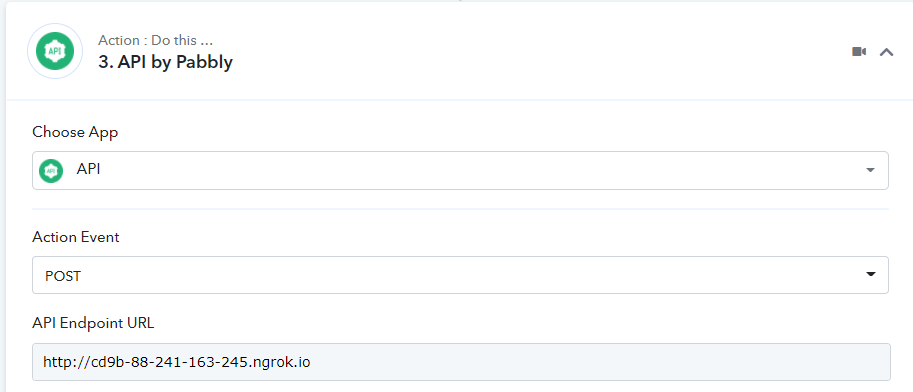 Action : Do this ...
3. API by Pabbly
Choose App
API
Action Event
POST
API Endpoint URL
http://cd9b-88-241-163-245.ngrok.io